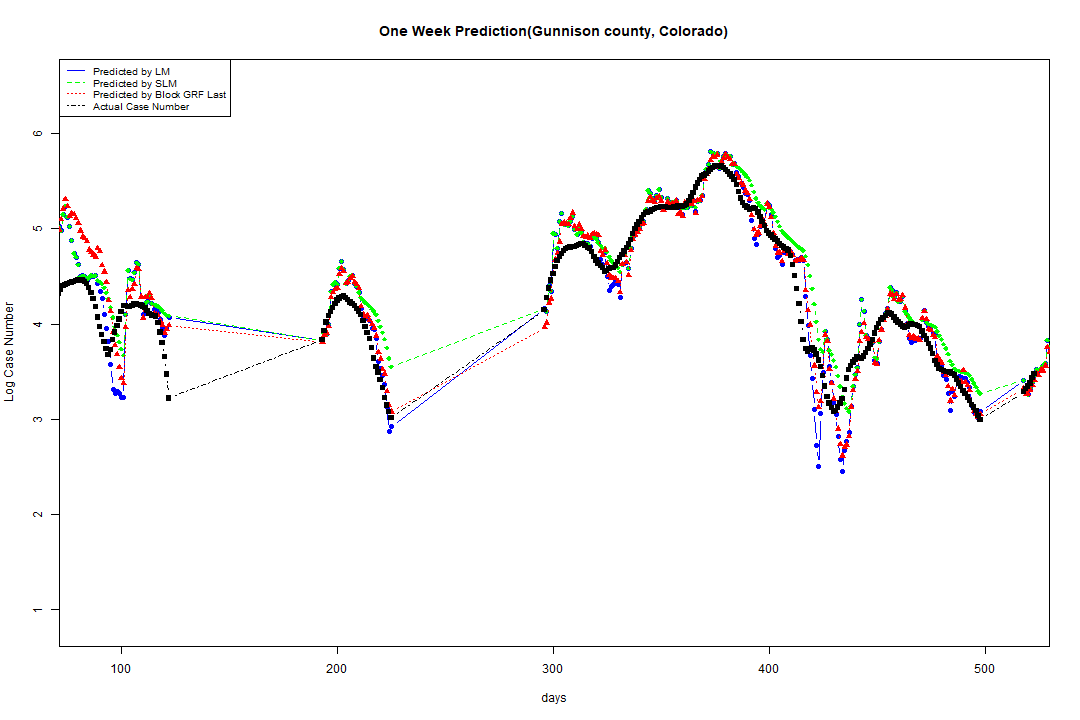 One Week Prediction(Gunnison county, Colorado)
Predicted by LM
Predicted by SLM
Predicted by Block GRF Last
Actual Case Number
Log Case Number
6
5
4
3
2
1
100 200 300 400 500
days